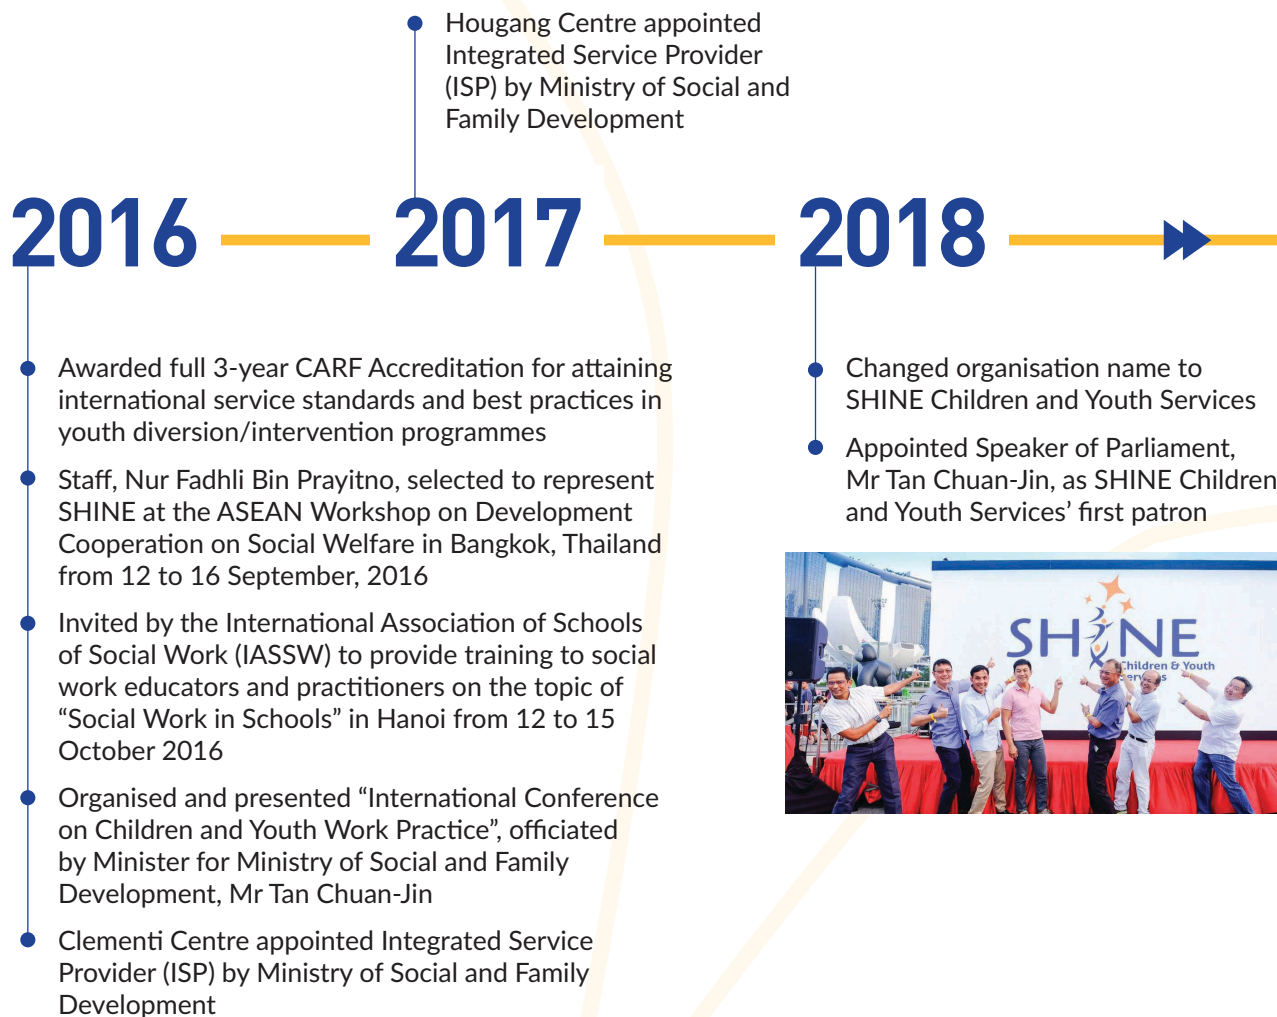 Hougang Centre appointed
Integrated Service Provider
(ISP) by Ministry of Social and
Family Development
2016
2017
2018
Awarded full 3-year CARF Accreditation for attaining
international service standards and best practices in
youth diversion/intervention programmes
Staff, Nur Fadhli Bin Prayitno, selected to represent
SHINE at the ASEAN Workshop on Development
Cooperation on Social Welfare in Bangkok, Thailand
from 12 to 16 September, 2016
Invited by the International Association of Schools
of Social Work (IASSW) to provide training to social
work educators and practitioners on the topic of
“Social Work in Schools” in Hanoi from 12 to 15
October 2016
Organised and presented “International Conference
on Children and Youth Work Practice”, officiated
by Minister for Ministry of Social and Family
Development, Mr Tan Chuan-Jin
Clementi Centre appointed Integrated Service
Provider (ISP) by Ministry of Social and Family
Development
Changed organisation name to
SHINE Children and Youth Services
Appointed Speaker of Parliament,
Mr Tan Chuan-Jin, as SHINE Children
and Youth Services’ first patron
SHINE
Children & Youth
Services